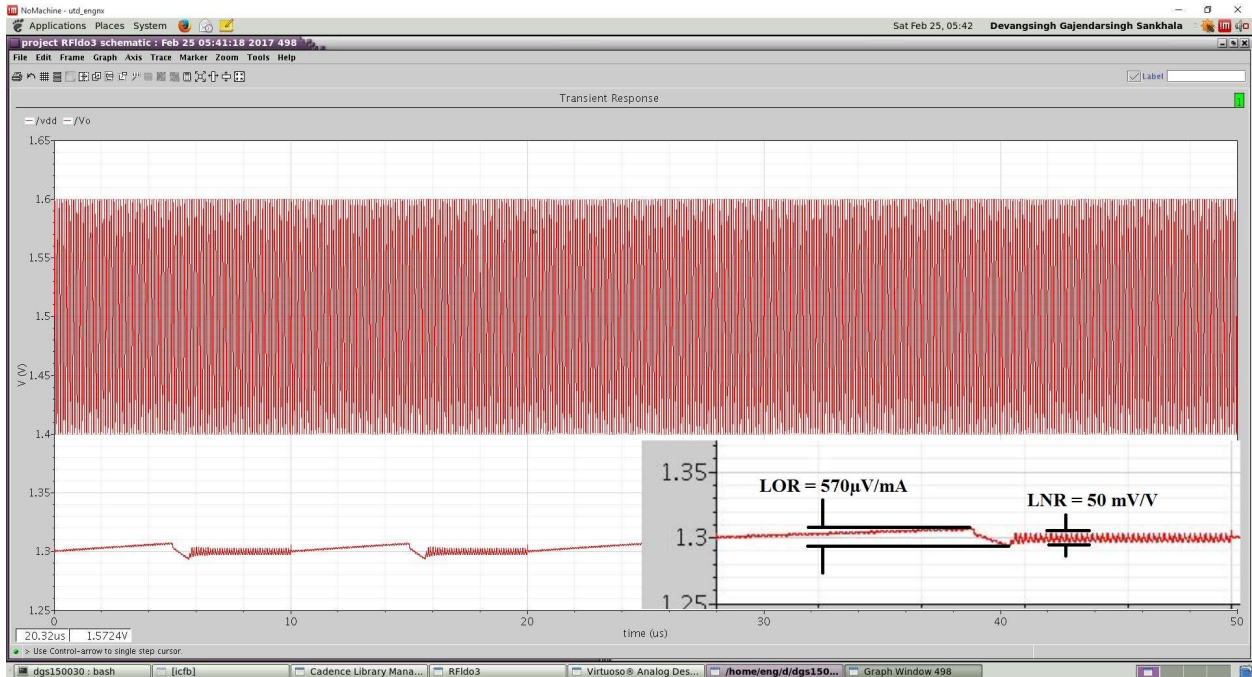 NoMachine - utd_engnx
Applications Places System Sat Feb 25, 05:42 Devangsingh Gajendarsingh Sankhala
project RFldo3 schematic : Feb 25 05:41:18 2017 498
File Edit Frame Graph Axis Trace Marker Zoom Tools Help
Label
Transient Response
1
/vdd /Vo
1.65
1.6
1.55
1.5
1.45
V (V)
1.4
1.35
1.3
1.25
1.35
LOR = 570µV/mA
LNR = 50 mV/V
1.3
1.25
0 10 20 30 40 50
time (us)
20.32us 1.5724V
> Use Control-arrow to single step cursor.
dgs150030 : bash [icfb] Cadence Library Mana... RFldo3 Virtuoso® Analog Des... /home/eng/d/dgs150... Graph Window 498